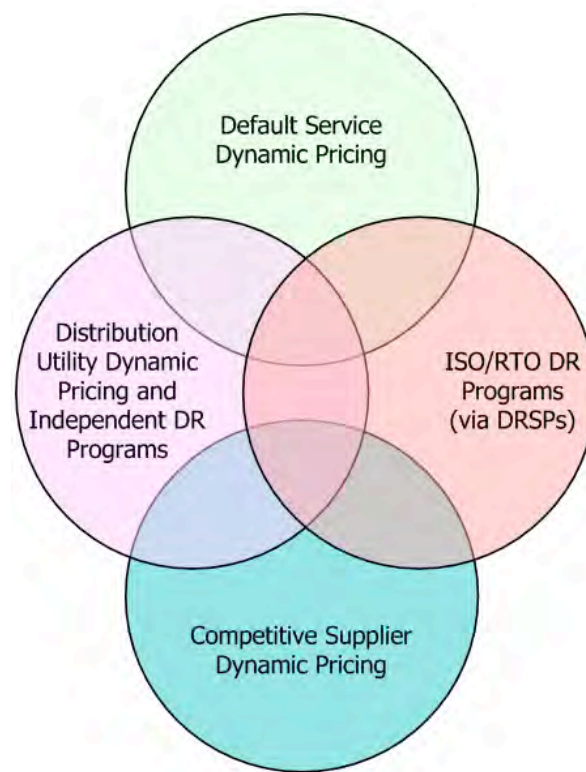 Default Service
Dynamic Pricing
Distribution
Utility Dynamic
Pricing and
Independent DR
Programs
ISO/RTO DR
Programs
(via DRSPs)
Competitive Supplier
Dynamic Pricing